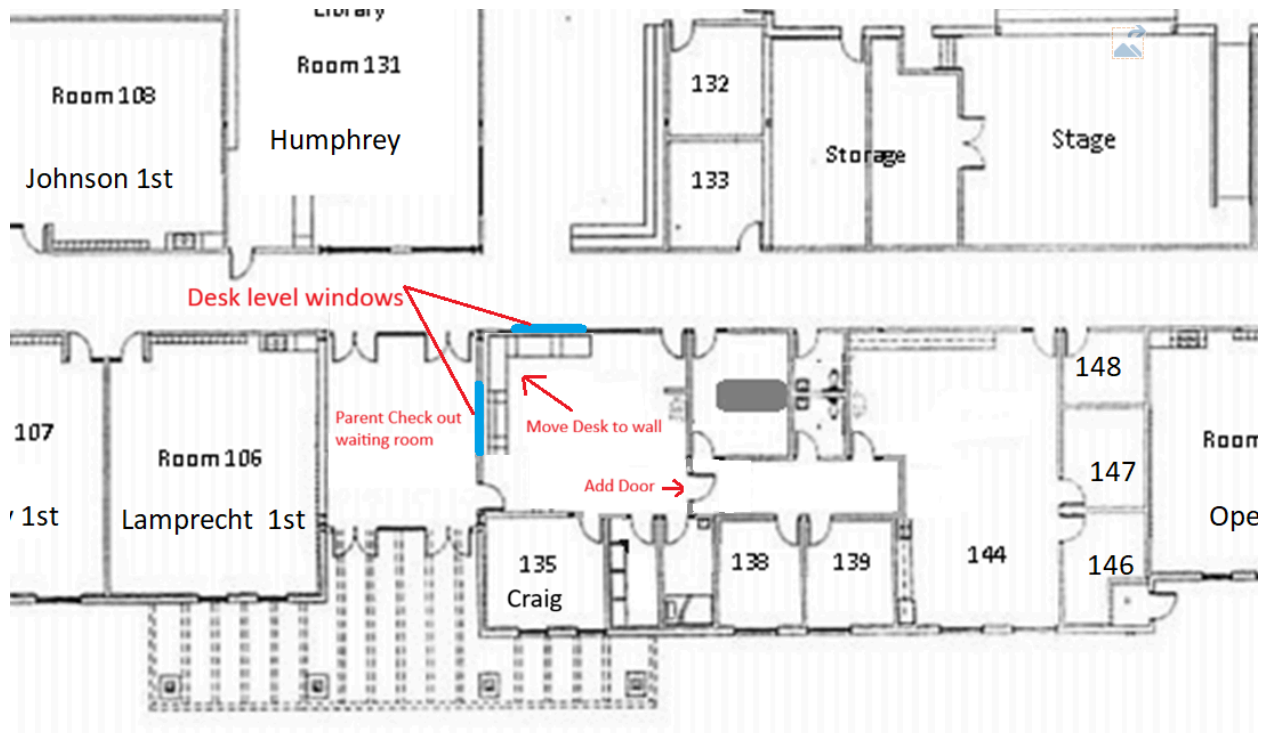 Library
Room 108
Room 131
Humphrey
Johnson 1st
132
133
Storage
Stage
Desk level windows
Parent Check out
waiting room
Move Desk to wall
Add Door
107
1st
Room 106
Lamprecht 1st
135
Craig
138
139
144
148
147
146
Room
Ope